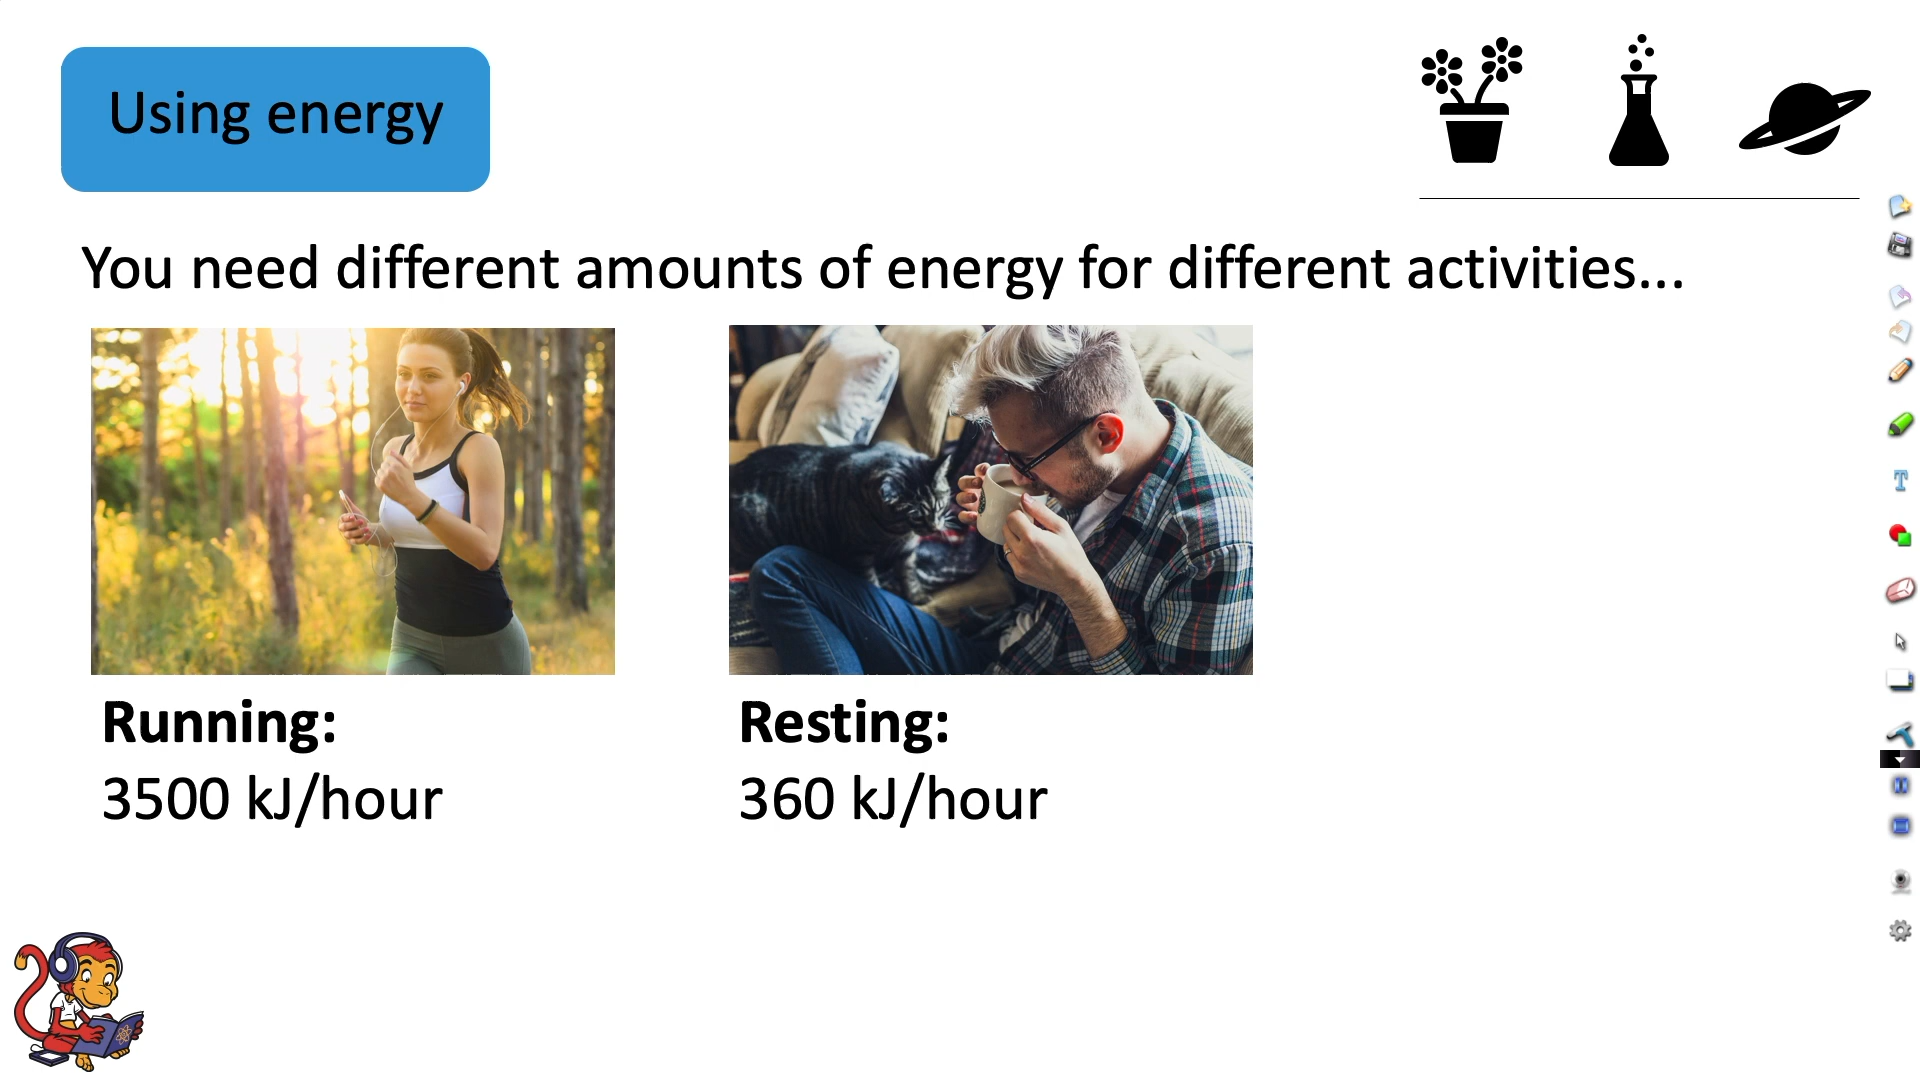 Using energy
You need different amounts of energy for different activities...
Running:
3500 kJ/hour
Resting:
360 kJ/hour